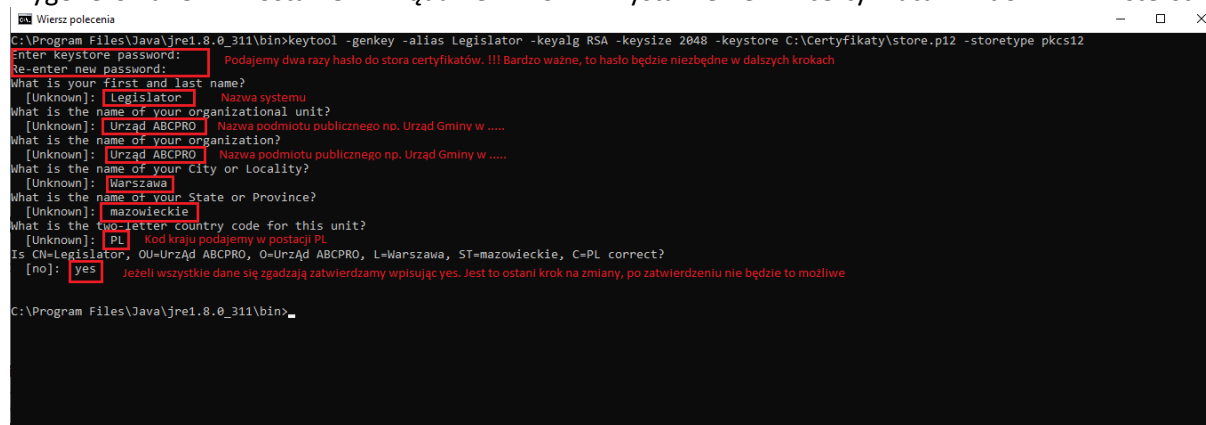 Wiersz polecenia
C:\Program Files\Java\jre1.8.0_311\bin>keytool -genkey -alias Legislator -keyalg RSA -keysize 2048 -keystore C:\Certyfikaty\store.p12 -storetype pkcs12
Enter keystore password:
Podajemy dwa razy hasło do stora certyfikatów. !!! Bardzo ważne, to hasło będzie niezbędne w dalszych krokach
Re-enter new password:
What is your first and last name?
[Unknown]: Legislator Nazwa systemu
What is the name of your organizational unit?
[Unknown]: Urząd ABCPRO Nazwa podmiotu publicznego np. Urząd Gminy w .....
What is the name of your organization?
[Unknown]: Urząd ABCPRO Nazwa podmiotu publicznego np. Urząd Gminy w .....
What is the name of your City or Locality?
[Unknown]: Warszawa
What is the name of your State or Province?
[Unknown]: mazowieckie
What is the two-letter country code for this unit?
[Unknown]: PL Kod kraju podajemy w postaci PL
Is CN=Legislator, OU=UrzAd ABCPRO, O=UrzAd ABCPRO, L=Warszawa, ST=mazowieckie, C=PL correct?
[no]: yes Jeżeli wszystkie dane się zgadzają zatwierdzamy wpisując yes. Jest to ostani krok na zmiany, po zatwierdzeniu nie będzie to możliwe
C:\Program Files\Java\jre1.8.0_311\bin>